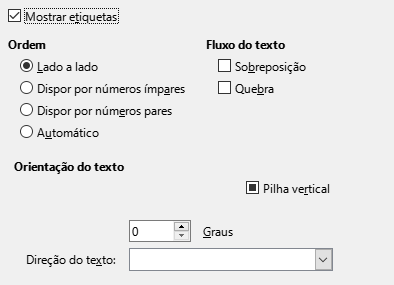 Mostrar etiquetas
Ordem
Lado a lado
Dispor por números ímpares
Dispor por números pares
Automático
Fluxo do texto
Sobreposição
Quebra
Orientação do texto
Pilha vertical
0 Graus
Direção do texto: